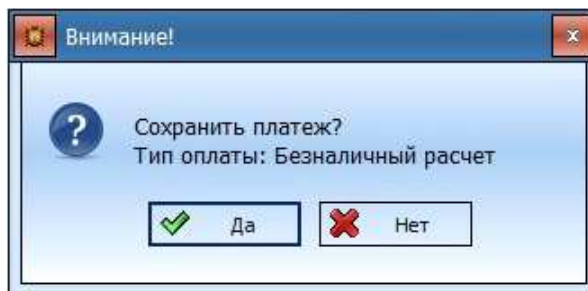 Внимание!
Сохранить платеж?
Тип оплаты: Безналичный расчет
Да
Нет